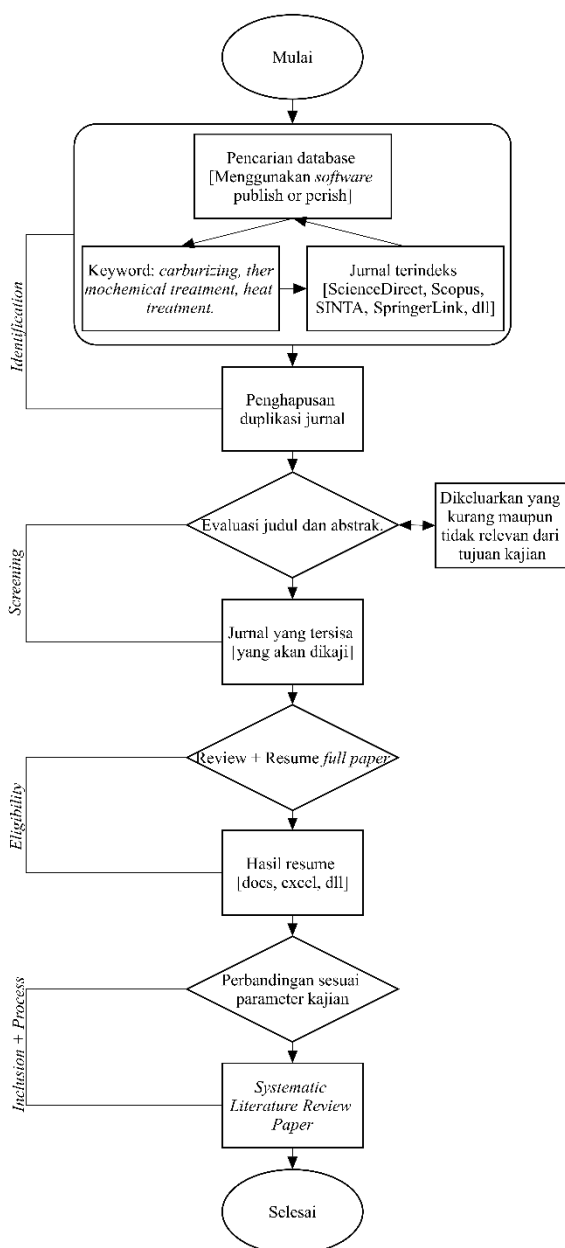 Mulai
Pencarian database
[Menggunakan software
publish or perish]
Keyword: carburizing, ther
mochemical treatment, heat
treatment.
Jurnal terindeks
[ScienceDirect, Scopus,
SINTA, SpringerLink, dll]
Identification
Penghapusan
duplikasi jurnal
Evaluasi judul dan abstrak.
Dikeluarkan yang
kurang maupun
tidak relevan dari
tujuan kajian
Screening
Jurnal yang tersisa
[yang akan dikaji]
Review + Resume full paper
Eligibility
Hasil resume
[docs, excel, dll]
Perbandingan sesuai
parameter kajian
Inclusion + Process
Systematic
Literature Review
Paper
Selesai